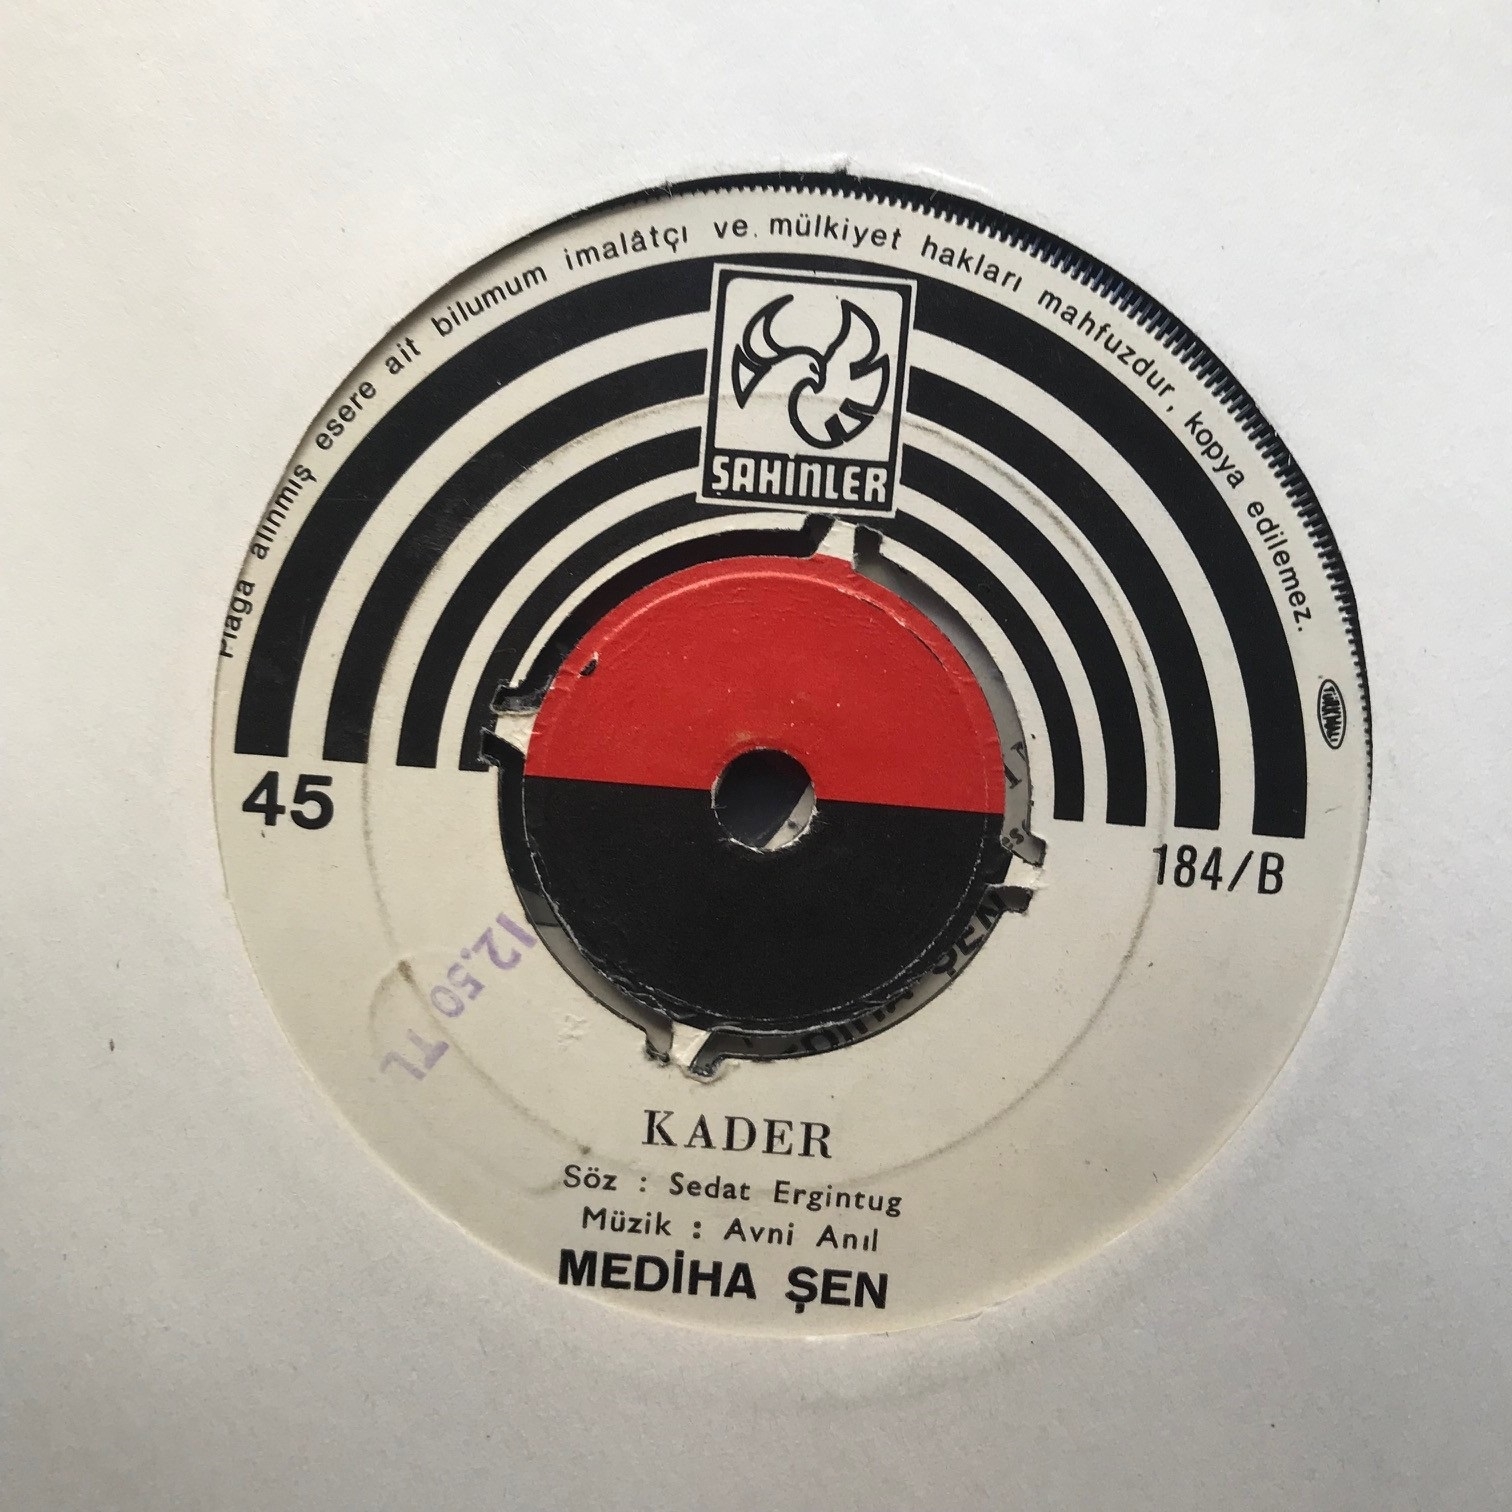 Plağa alınmış esere ait bilumum imalâtçı ve mülkiyet hakları mahfuzdur, kopya edilemez.
ŞAHİNLER
45
184/B
12.50 TL
KADER
Söz : Sedat Ergintug
Müzik : Avni Anıl
MEDİHA ŞEN